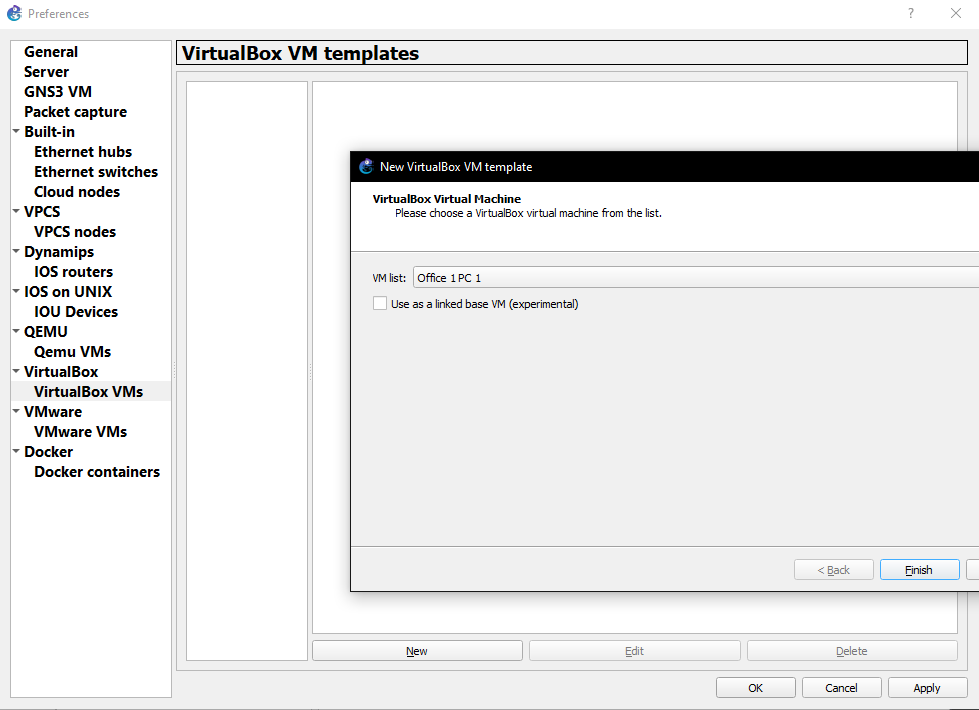 Preferences
?
General
Server
GNS3 VM
Packet capture
Built-in
Ethernet hubs
Ethernet switches
Cloud nodes
VPCS
VPCS nodes
Dynamips
IOS routers
IOS on UNIX
IOU Devices
QEMU
Qemu VMs
VirtualBox
VirtualBox VMs
VMware
VMware VMs
Docker
Docker containers
VirtualBox VM templates
New VirtualBox VM template
VirtualBox Virtual Machine
Please choose a VirtualBox virtual machine from the list.
VM list: Office 1 PC 1
Use as a linked base VM (experimental)
< Back Finish
New Edit Delete
OK Cancel Apply